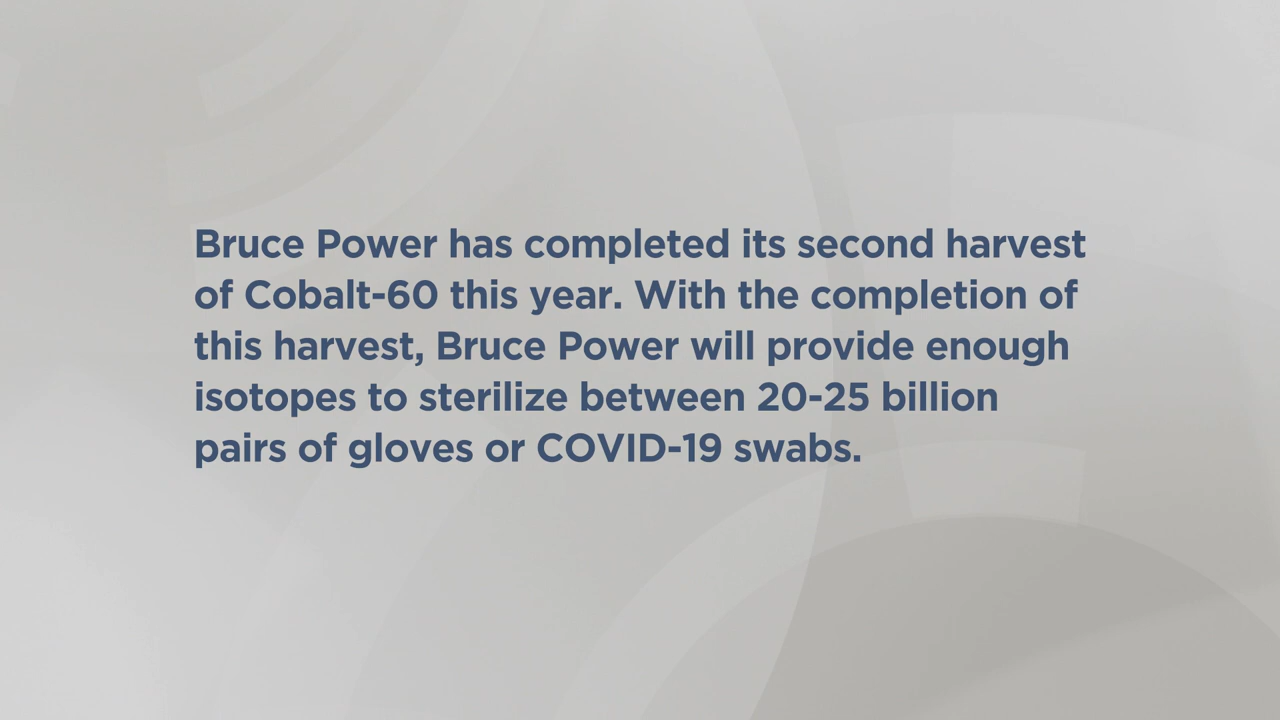 Bruce Power has completed its second harvest
of Cobalt-60 this year. With the completion of
this harvest, Bruce Power will provide enough
isotopes to sterilize between 20-25 billion
pairs of gloves or COVID-19 swabs.